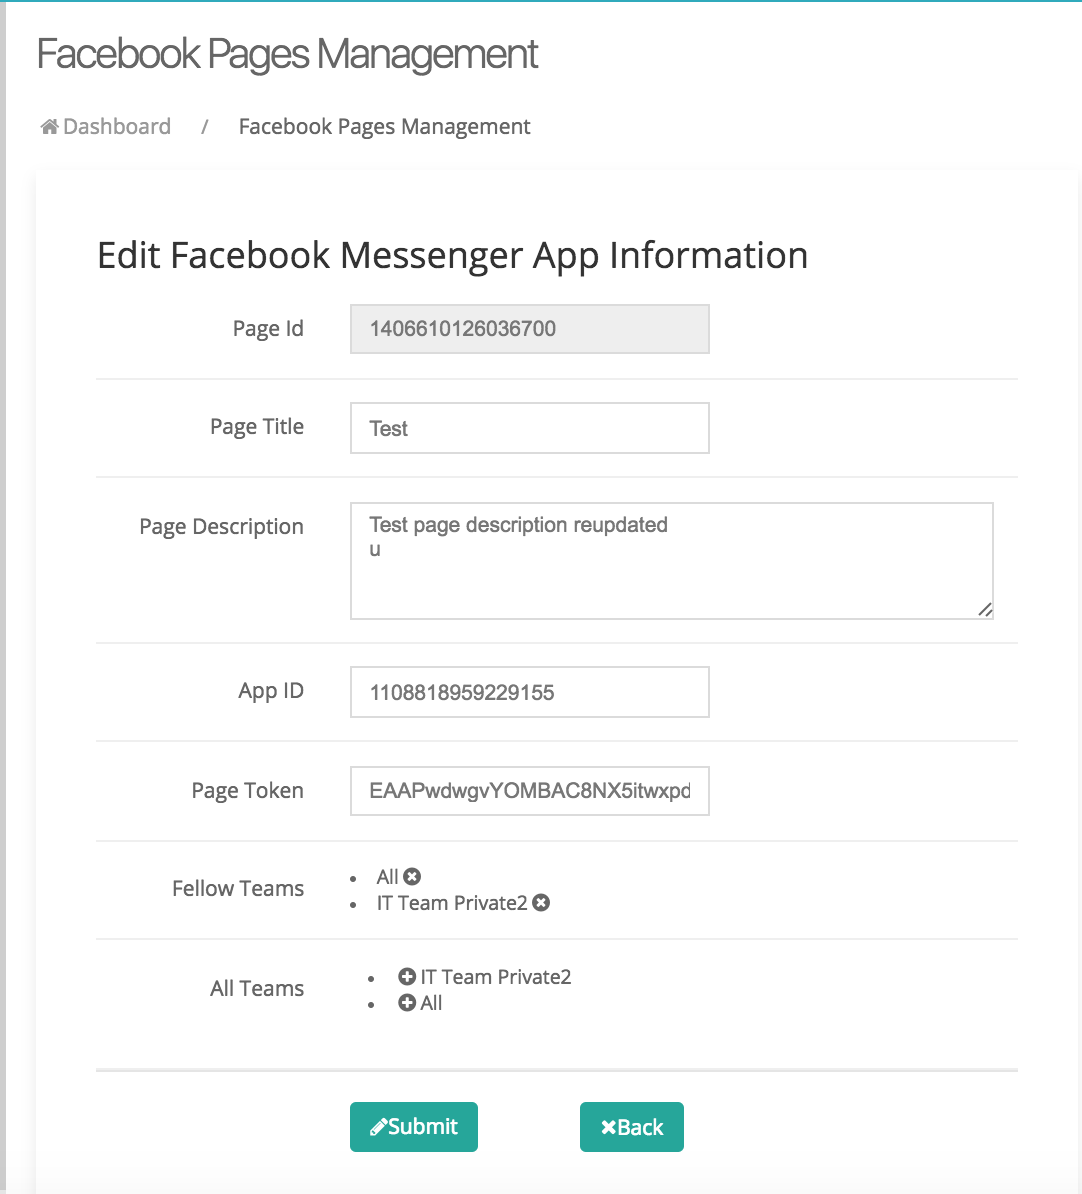 Facebook Pages Management
Dashboard / Facebook Pages Management
Edit Facebook Messenger App Information
Page Id 1406610126036700
Page Title Test
Page Description Test page description reupdated
u
App ID 1108818959229155
Page Token EAAPwdwgvYOMBAC8NX5itwxpd
Fellow Teams
All
IT Team Private2
All Teams
IT Team Private2
All
Submit Back